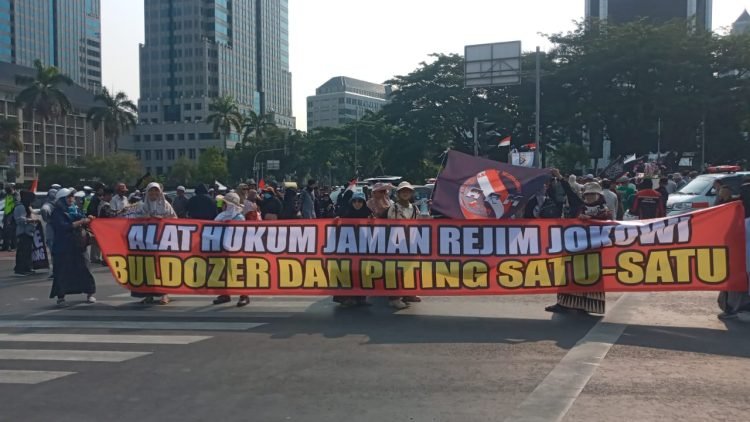 ALAT HUKUM JAMAN REJIM JOKOWI
BULDOZER DAN PITING SATU-SATU